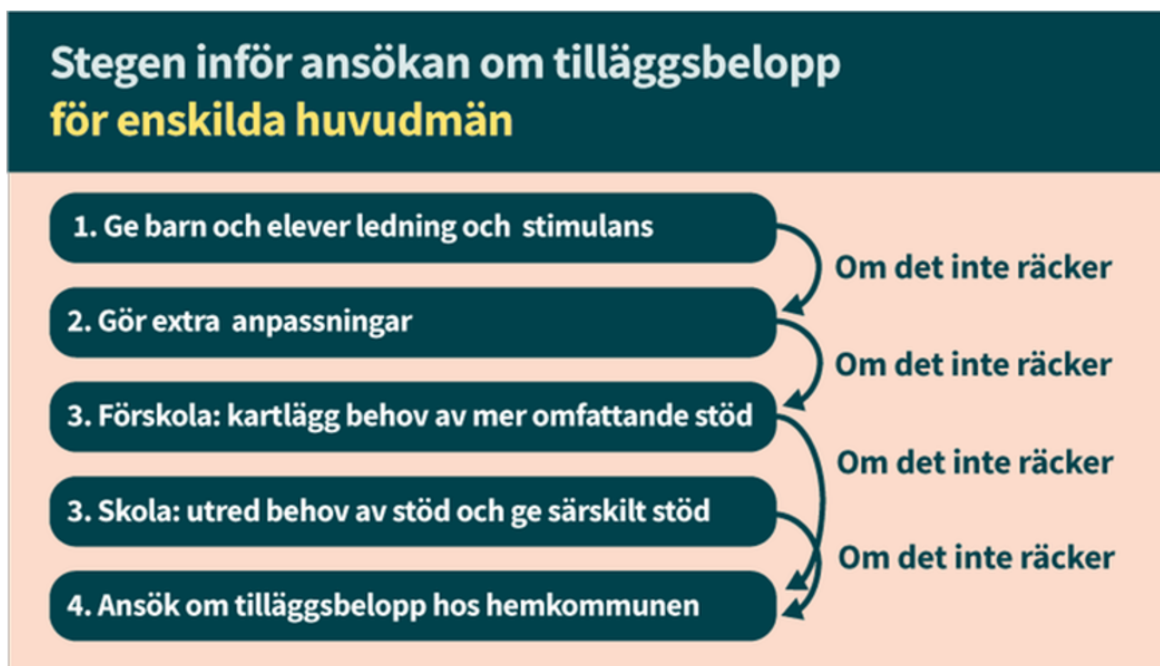 Stegen inför ansökan om tilläggsbelopp
för enskilda huvudmän
1. Ge barn och elever ledning och stimulans
Om det inte räcker
2. Gör extra anpassningar
Om det inte räcker
3. Förskola: kartlägg behov av mer omfattande stöd
Om det inte räcker
3. Skola: utred behov av stöd och ge särskilt stöd
Om det inte räcker
4. Ansök om tilläggsbelopp hos hemkommunen